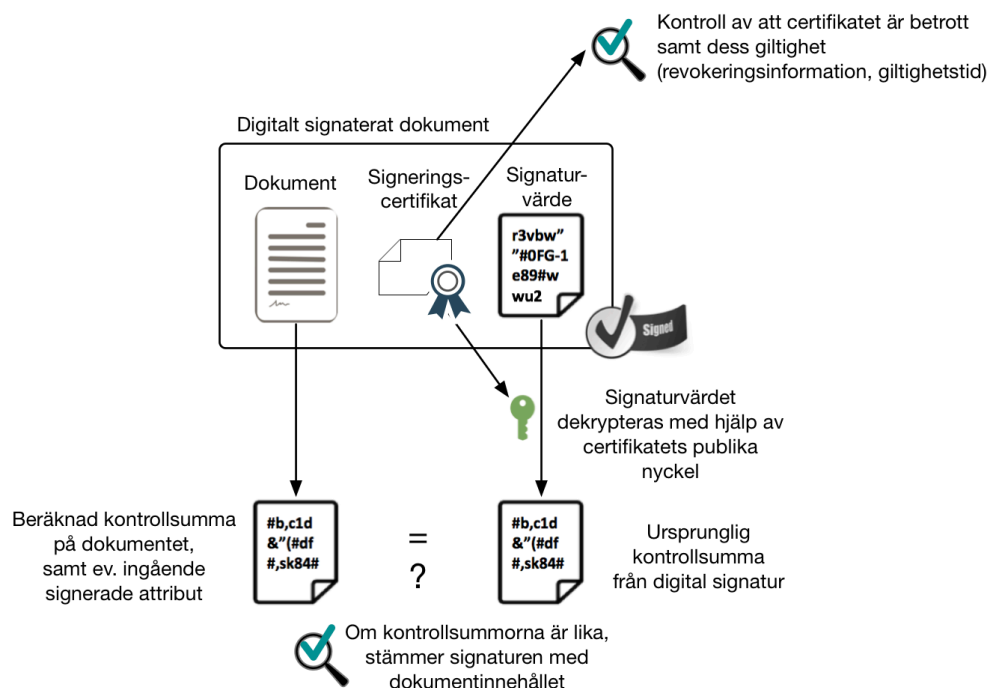 Kontroll av att certifikatet är betrott
samt dess giltighet
(revokeringsinformation, giltighetstid)
Digitalt signaterat dokument
Dokument
Signerings-
certifikat
Signatur-
värde
r3vbw”
”#0FG-1
e89#w
wu2
Signed
Signaturvärdet
dekrypteras med hjälp av
certifikatets publika
nyckel
Beräknad kontrollsumma
på dokumentet,
samt ev. ingående
signerade attribut
#b,c1d
&”(#df
#,sk84#
=
?
#b,c1d
&”(#df
#,sk84#
Ursprunglig
kontrollsumma
från digital signatur
Om kontrollsummorna är lika,
stämmer signaturen med
dokumentinnehållet